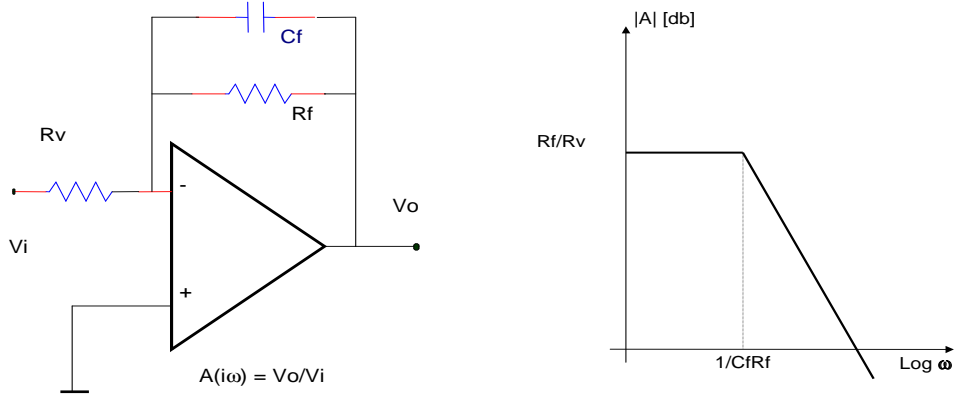 Cf
Rf
Rv
-
Vo
Vi
+
A(iω) = Vo/Vi
|A| [db]
Rf/Rv
1/CfRf
Log ω